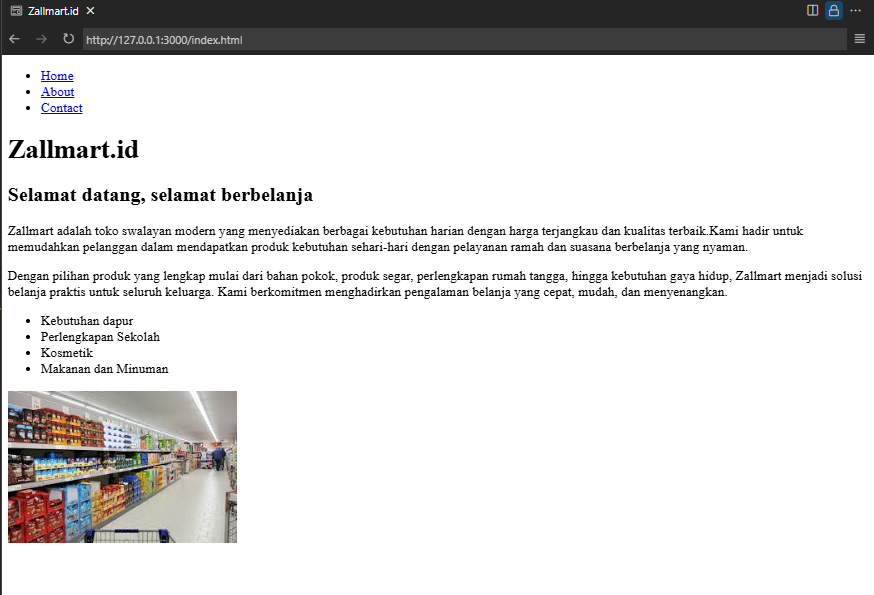 Zallmart.id
http://127.0.0.1:3000/index.html
Home
About
Contact
Zallmart.id
Selamat datang, selamat berbelanja
Zallmart adalah toko swalayan modern yang menyediakan berbagai kebutuhan harian dengan harga terjangkau dan kualitas terbaik.Kami hadir untuk
memudahkan pelanggan dalam mendapatkan produk kebutuhan sehari-hari dengan pelayanan ramah dan suasana berbelanja yang nyaman.
Dengan pilihan produk yang lengkap mulai dari bahan pokok, produk segar, perlengkapan rumah tangga, hingga kebutuhan gaya hidup, Zallmart menjadi solusi
belanja praktis untuk seluruh keluarga. Kami berkomitmen menghadirkan pengalaman belanja yang cepat, mudah, dan menyenangkan.
Kebutuhan dapur
Perlengkapan Sekolah
Kosmetik
Makanan dan Minuman